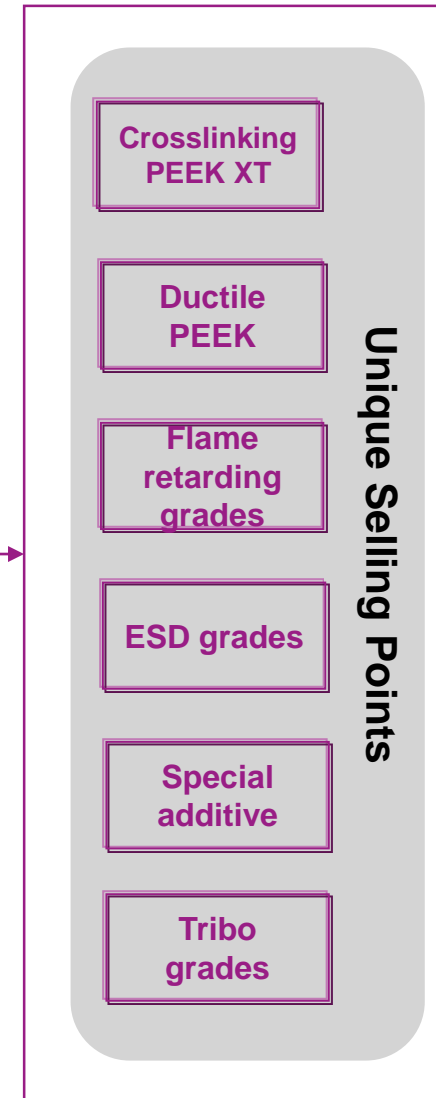 Crosslinking
PEEK XT
Ductile
PEEK
Flame
retarding
grades
ESD grades
Special
additive
Tribo
grades
Unique Selling Points